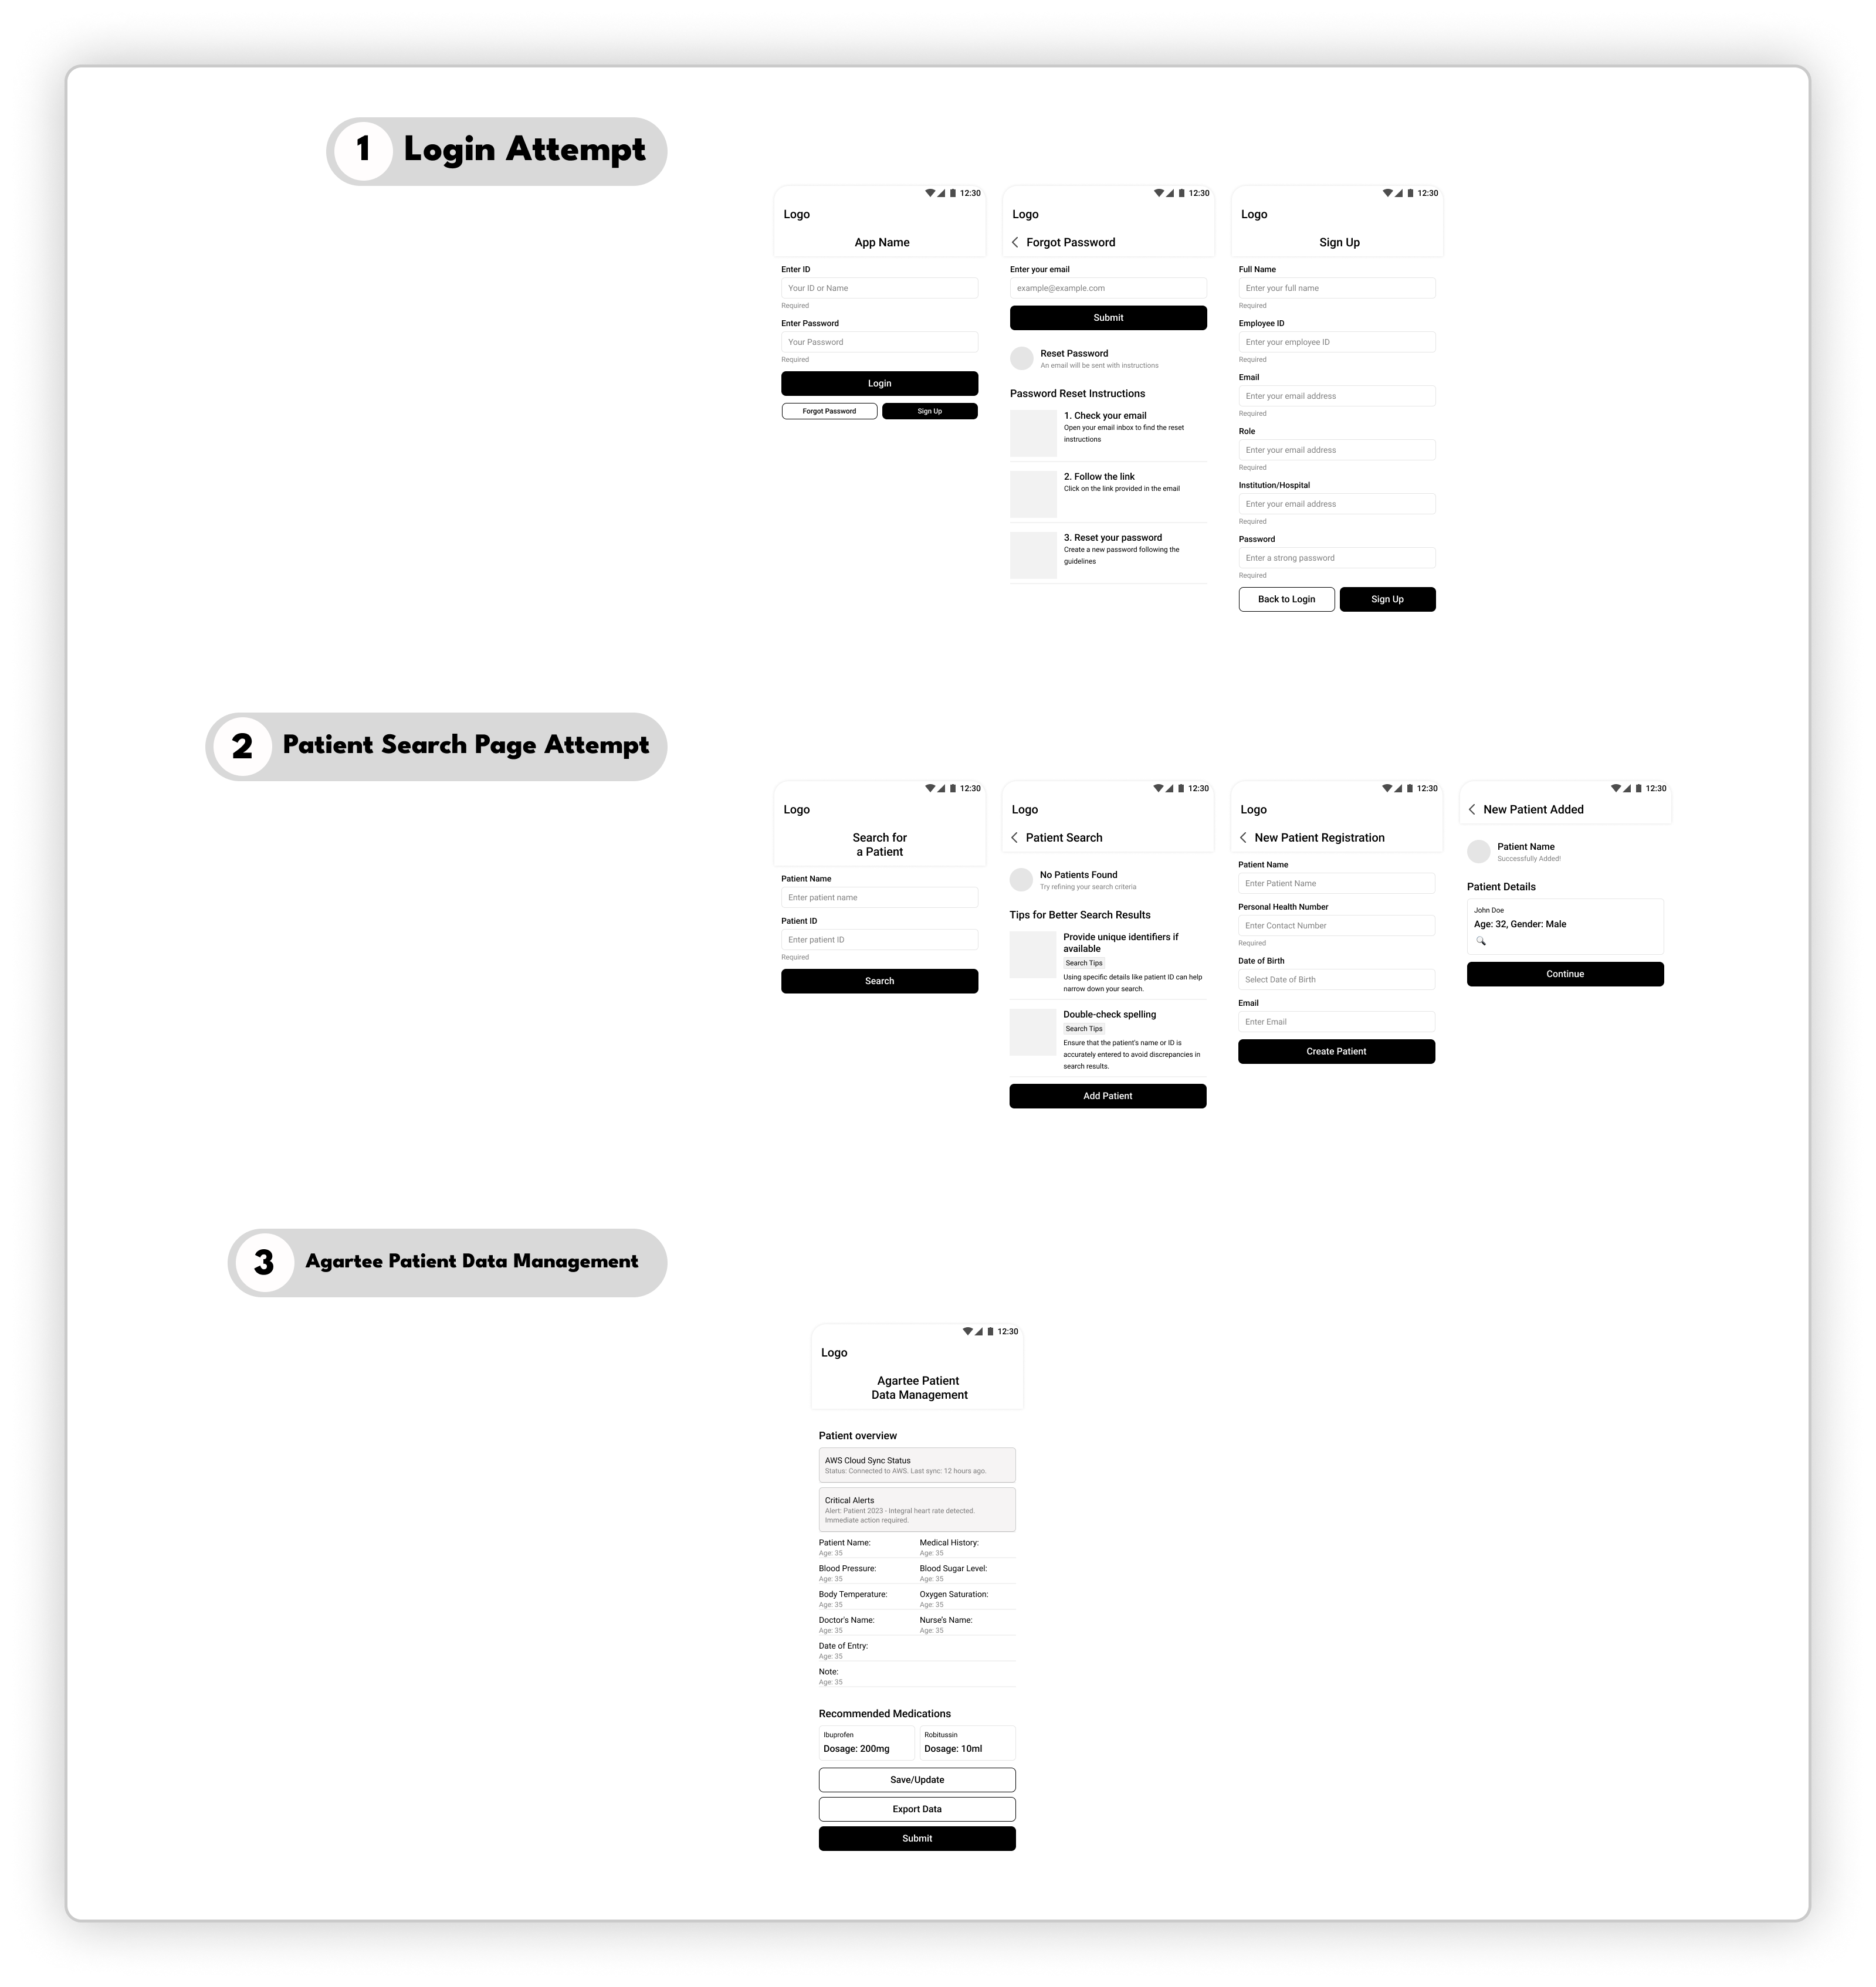 1 Login Attempt
12:30
Logo
App Name
Enter ID
Your ID or Name
Required
Enter Password
Your Password
Required
Login
Forgot Password
Sign Up
12:30
Logo
Forgot Password
Enter your email
example@example.com
Submit
Reset Password
An email will be sent with instructions
Password Reset Instructions
1. Check your email
Open your email inbox to find the reset
instructions
2. Follow the link
Click on the link provided in the email
3. Reset your password
Create a new password following the
guidelines
12:30
Logo
Sign Up
Full Name
Enter your full name
Required
Employee ID
Enter your employee ID
Required
Email
Enter your email address
Required
Role
Enter your email address
Required
Institution/Hospital
Enter your email address
Required
Password
Enter a strong password
Required
Back to Login
Sign Up
2 Patient Search Page Attempt
12:30
Logo
Search for
a Patient
Patient Name
Enter patient name
Patient ID
Enter patient ID
Required
Search
12:30
Logo
Patient Search
No Patients Found
Try refining your search criteria
Tips for Better Search Results
Provide unique identifiers if
available
Search Tips
Using specific details like patient ID can help
narrow down your search.
Double-check spelling
Search Tips
Ensure that the patient's name or ID is
accurately entered to avoid discrepancies in
search results.
Add Patient
12:30
Logo
New Patient Registration
Patient Name
Enter Patient Name
Personal Health Number
Enter Contact Number
Required
Date of Birth
Select Date of Birth
Email
Enter Email
Create Patient
12:30
New Patient Added
Patient Name
Successfully Added!
Patient Details
John Doe
Age: 32, Gender: Male
Continue
3 Agartee Patient Data Management
12:30
Logo
Agartee Patient
Data Management
Patient overview
AWS Cloud Sync Status
Status: Connected to AWS. Last sync: 12 hours ago.
Critical Alerts
Alert: Patient 2023 - Integral heart rate detected.
Immediate action required.
Patient Name: Medical History:
Age: 35 Age: 35
Blood Pressure: Blood Sugar Level:
Age: 35 Age: 35
Body Temperature: Oxygen Saturation:
Age: 35 Age: 35
Doctor's Name: Nurse's Name:
Age: 35 Age: 35
Date of Entry:
Age: 35
Note:
Age: 35
Recommended Medications
Ibuprofen Robitussin
Dosage: 200mg Dosage: 10ml
Save/Update
Export Data
Submit